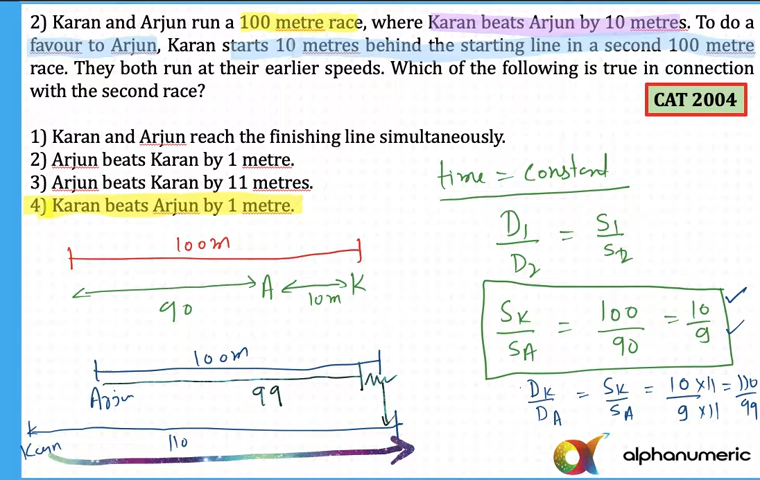 2) Karan and Arjun run a 100 metre race, where Karan beats Arjun by 10 metres. To do a
favour to Arjun, Karan starts 10 metres behind the starting line in a second 100 metre
race. They both run at their earlier speeds. Which of the following is true in connection
with the second race?
CAT 2004
1) Karan and Arjun reach the finishing line simultaneously.
2) Arjun beats Karan by 1 metre.
3) Arjun beats Karan by 11 metres.
4) Karan beats Arjun by 1 metre.
time = constant
D1/D2 = S1/S2
100m
90 A 10m K
SK/SA = 100/90 = 10/9
100m
Arjun 99 1m
DK/DA = SK/SA = 10×11/9×11 = 110/99
Karan 110
alphanumeric